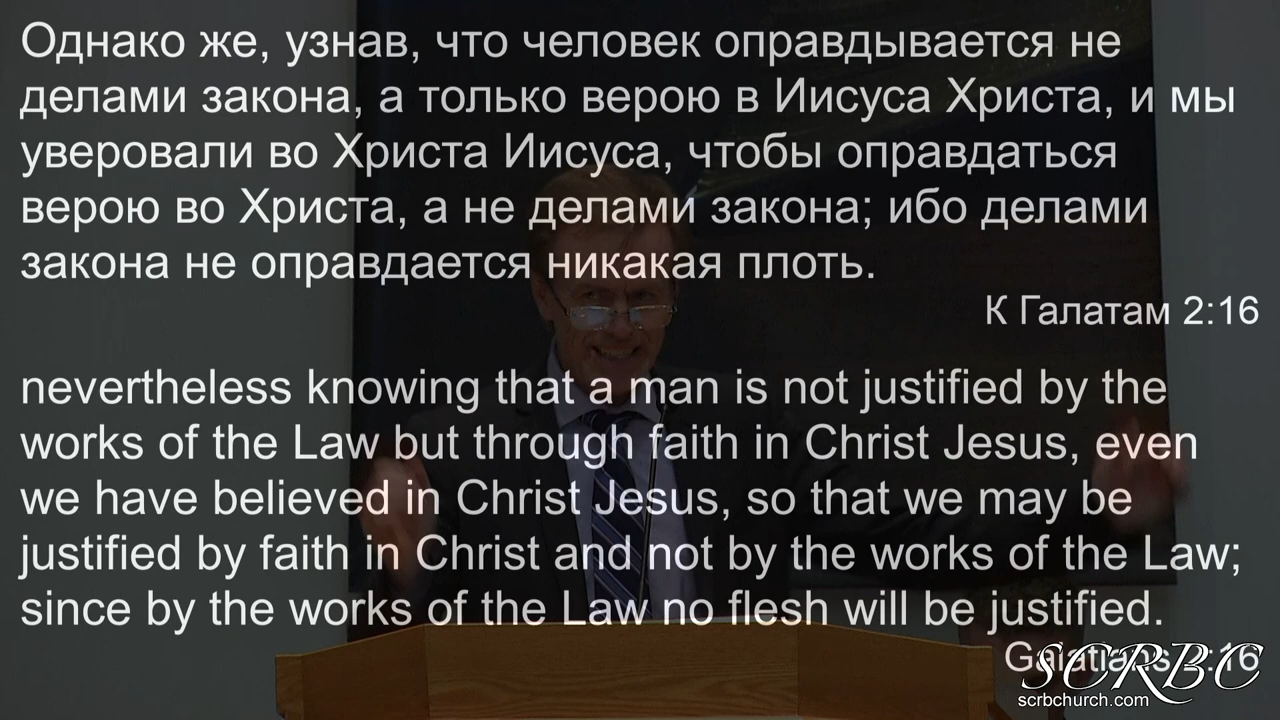 Однако же, узнав, что человек оправдывается не
делами закона, а только верою в Иисуса Христа, и мы
уверовали во Христа Иисуса, чтобы оправдаться
верою во Христа, а не делами закона; ибо делами
закона не оправдается никакая плоть.
К Галатам 2:16
nevertheless knowing that a man is not justified by the
works of the Law but through faith in Christ Jesus, even
we have believed in Christ Jesus, so that we may be
justified by faith in Christ and not by the works of the Law;
since by the works of the Law no flesh will be justified.
Galatians 2:16
SCRBC
scrbchurch.com